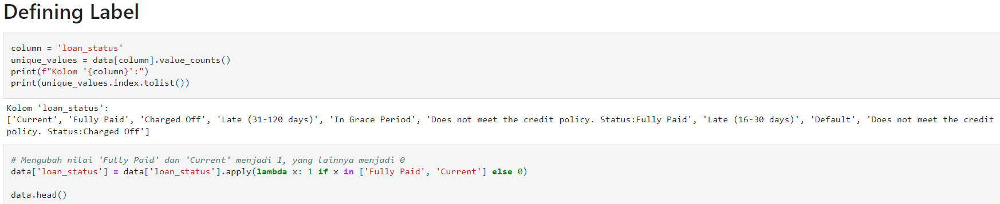 Defining Label
column = 'loan_status'
unique_values = data[column].value_counts()
print(f"Kolom '{column}':")
print(unique_values.index.tolist())
Kolom 'loan_status':
['Current', 'Fully Paid', 'Charged Off', 'Late (31-120 days)', 'In Grace Period', 'Does not meet the credit policy. Status:Fully Paid', 'Late (16-30 days)', 'Default', 'Does not meet the credit
policy. Status:Charged Off']
# Mengubah nilai 'Fully Paid' dan 'Current' menjadi 1, yang lainnya menjadi 0
data['loan_status'] = data['loan_status'].apply(lambda x: 1 if x in ['Fully Paid', 'Current'] else 0)
data.head()